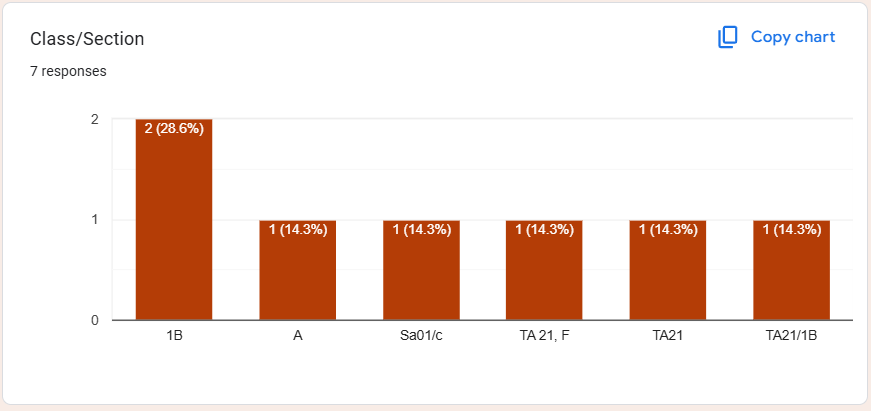 Class/Section
Copy chart
7 responses
2
1
0
2 (28.6%)
1 (14.3%)
1 (14.3%)
1 (14.3%)
1 (14.3%)
1 (14.3%)
1B
A
Sa01/c
TA 21, F
TA21
TA21/1B